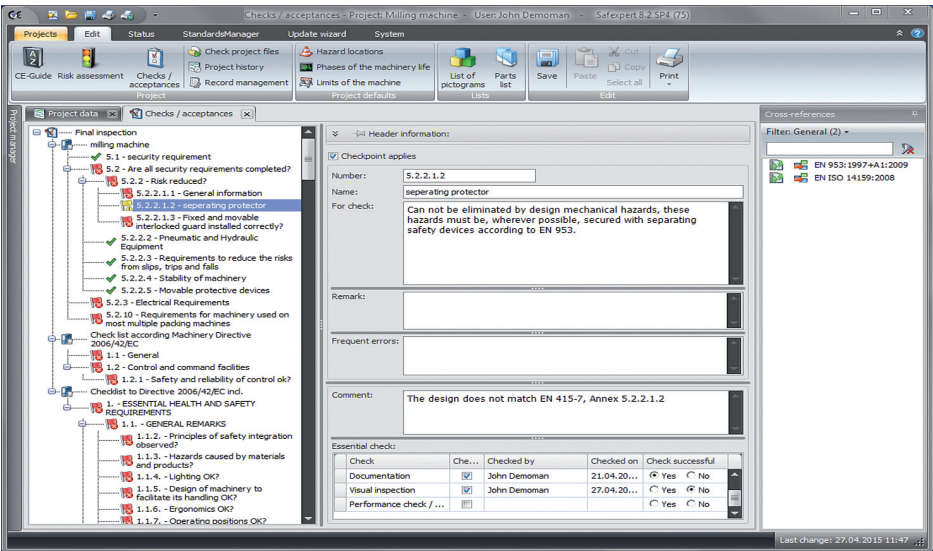 Checks / acceptances - Project: Milling machine - User: John Demoman - Safexpert 8.2 SP4 (75)
Projects Edit Status StandardsManager Update wizard System
CE-Guide Risk assessment Checks / acceptances
Check project files
Project history
Record management
Project
Hazard locations
Phases of the machinery life
Limits of the machine
Project defaults
List of pictograms Parts list
Lists
Save Paste Cut Copy Select all Print
Edit
Project manager
Project data Checks / acceptances
Final inspection
milling machine
5.1 - security requirement
5.2 - Are all security requirements completed?
5.2.2 - Risk reduced?
5.2.2.1.1 - General information
5.2.2.1.2 - seperating protector
5.2.2.1.3 - Fixed and movable
interlocked guard installed correctly?
5.2.2.2 - Pneumatic and Hydraulic
Equipment
5.2.2.3 - Requirements to reduce the risks
from slips, trips and falls
5.2.2.4 - Stability of machinery
5.2.2.5 - Movable protective devices
5.2.3 - Electrical Requirements
5.2.10 - Requirements for machinery used on
most multiple packing machines
Check list according Machinery Directive
2006/42/EC
1.1 - General
1.2 - Control and command facilities
1.2.1 - Safety and reliability of control ok?
Checklist to Directive 2006/42/EC incl.
1. - ESSENTIAL HEALTH AND SAFETY
REQUIREMENTS
1.1. - GENERAL REMARKS
1.1.2. - Principles of safety integration
observed?
1.1.3. - Hazards caused by materials
and products?
1.1.4. - Lighting OK?
1.1.5. - Design of machinery to
facilitate its handling OK?
1.1.6. - Ergonomics OK?
1.1.7. - Operating positions OK?
Header information:
Checkpoint applies
Number: 5.2.2.1.2
Name: seperating protector
For check: Can not be eliminated by design mechanical hazards, these
hazards must be, wherever possible, secured with separating
safety devices according to EN 953.
Remark:
Frequent errors:
Comment: The design does not match EN 415-7, Annex 5.2.2.1.2
Essential check:
Check Che... Checked by Checked on Check successful
Documentation John Demoman 21.04.20... Yes No
Visual inspection John Demoman 27.04.20... Yes No
Performance check / ... Yes No
Cross-references
Filter: General (2)
EN 953:1997+A1:2009
EN ISO 14159:2008
Last change: 27.04.2015 11:47